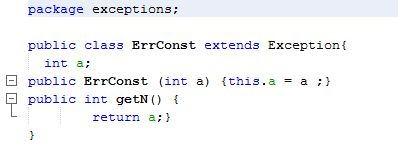 package exceptions;
public class ErrConst extends Exception{
int a;
public ErrConst (int a) {this.a = a ;}
public int getN() {
return a;}
}